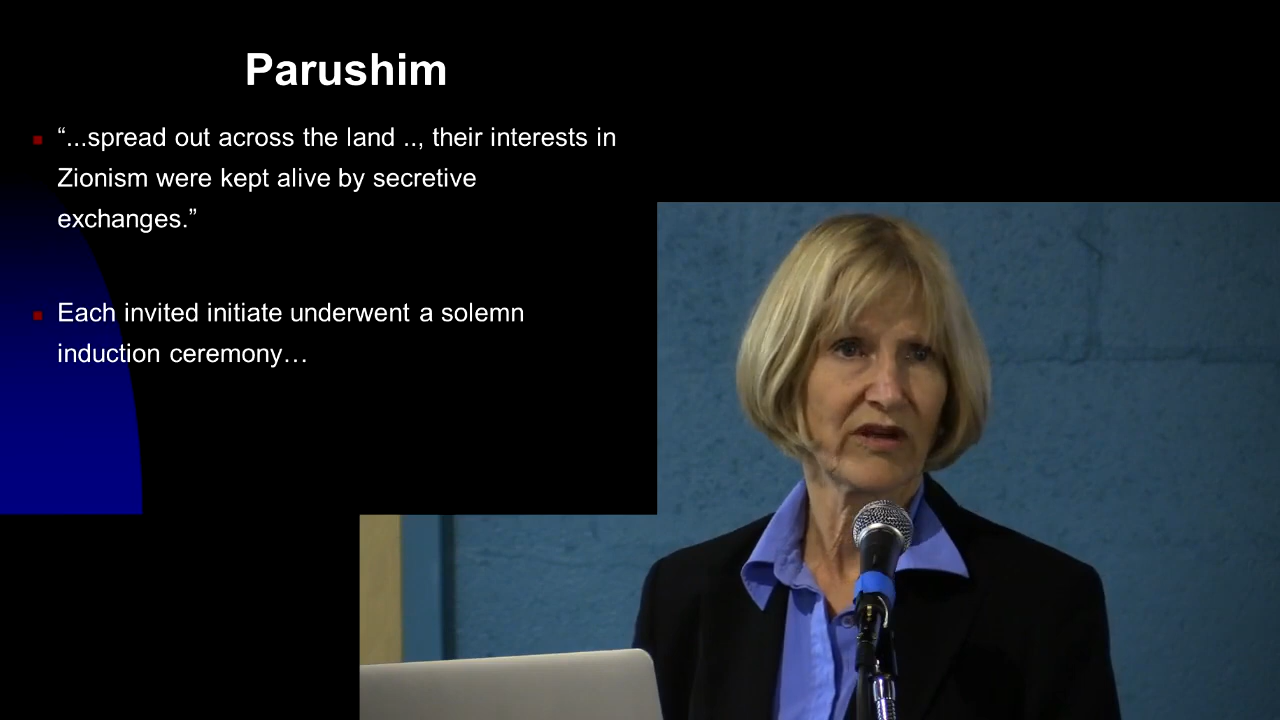 Parushim
“...spread out across the land .., their interests in
Zionism were kept alive by secretive
exchanges.”
Each invited initiate underwent a solemn
induction ceremony…